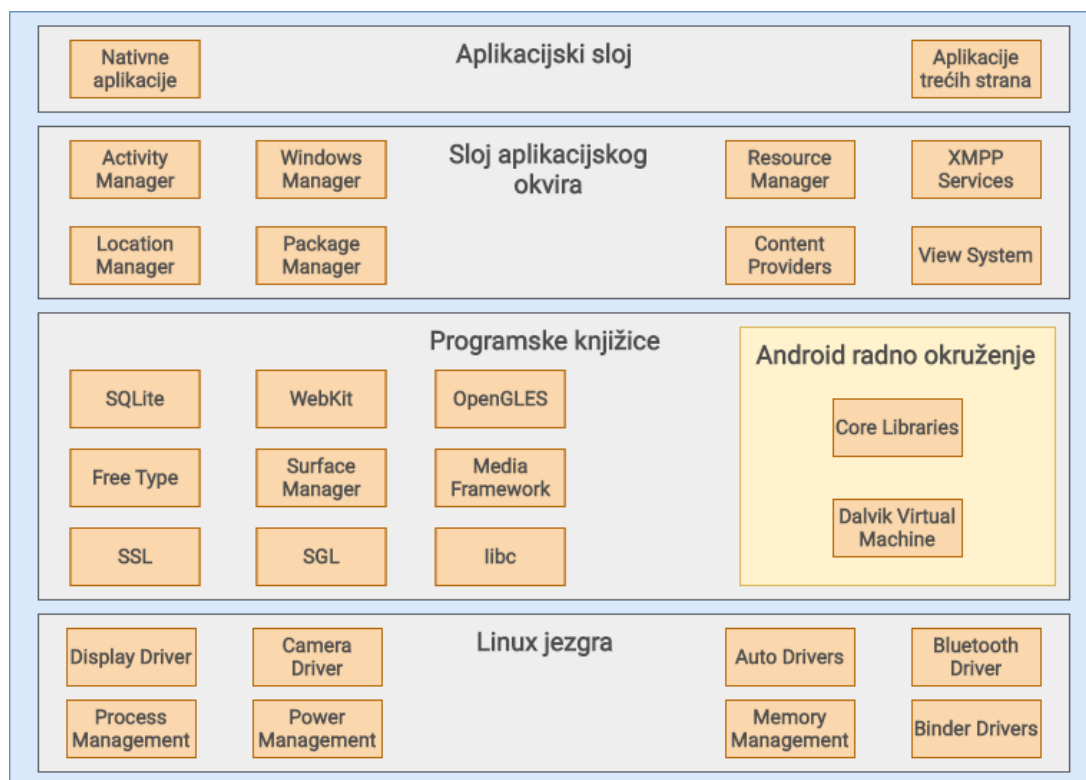 Aplikacijski sloj
Nativne
aplikacije
Aplikacije
trećih strana
Sloj aplikacijskog
okvira
Activity
Manager
Windows
Manager
Resource
Manager
XMPP
Services
Location
Manager
Package
Manager
Content
Providers
View System
Programske knjižice
SQLite
WebKit
OpenGLES
Free Type
Surface
Manager
Media
Framework
SSL
SGL
libc
Android radno okruženje
Core Libraries
Dalvik Virtual
Machine
Linux jezgra
Display Driver
Camera
Driver
Auto Drivers
Bluetooth
Driver
Process
Management
Power
Management
Memory
Management
Binder Drivers